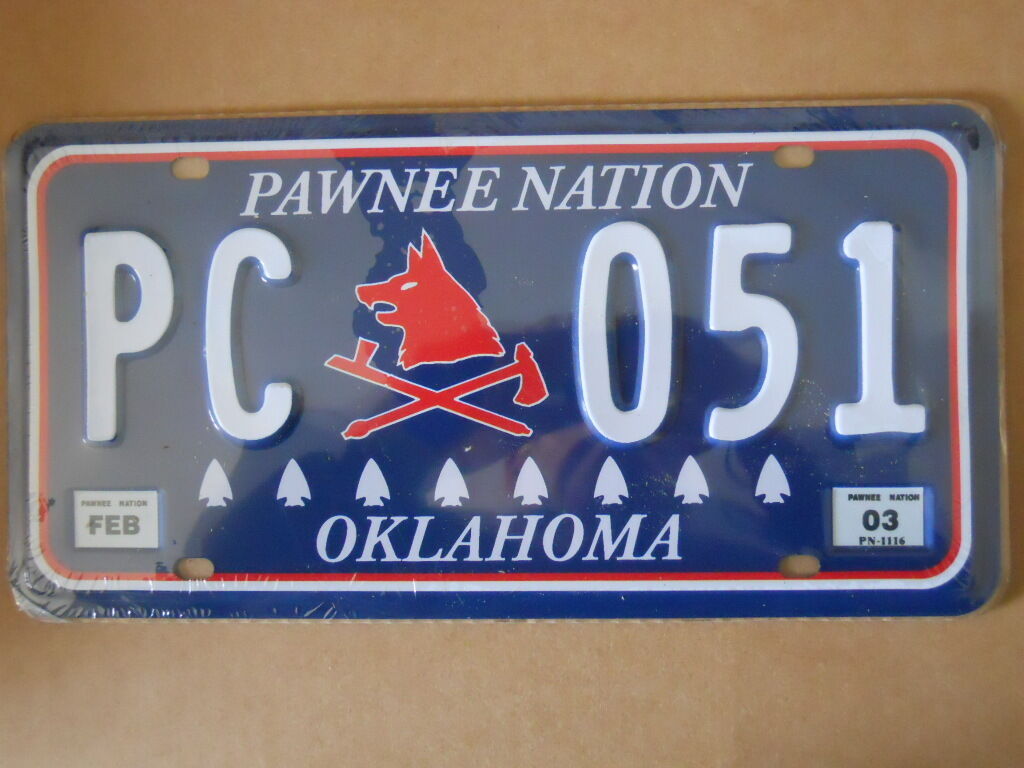 PAWNEE NATION
PC 051
PAWNEE NATION
FEB
PAWNEE NATION
03
PN-1116
OKLAHOMA